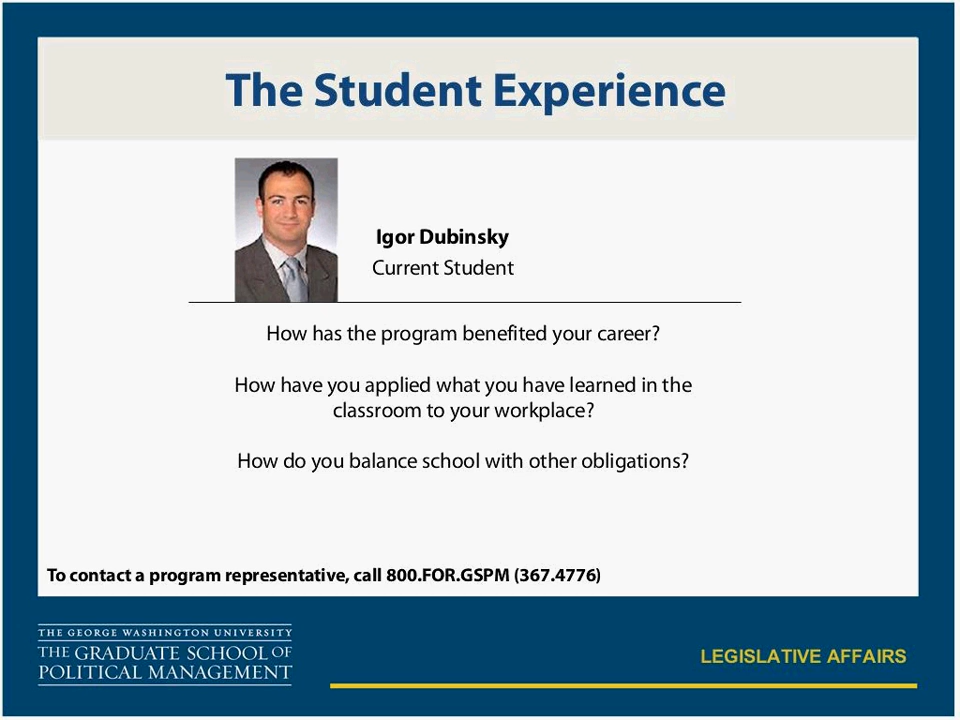 The Student Experience
Igor Dubinsky
Current Student
How has the program benefited your career?
How have you applied what you have learned in the
classroom to your workplace?
How do you balance school with other obligations?
To contact a program representative, call 800.FOR.GSPM (367.4776)
THE GEORGE WASHINGTON UNIVERSITY
THE GRADUATE SCHOOL OF
POLITICAL MANAGEMENT
LEGISLATIVE AFFAIRS